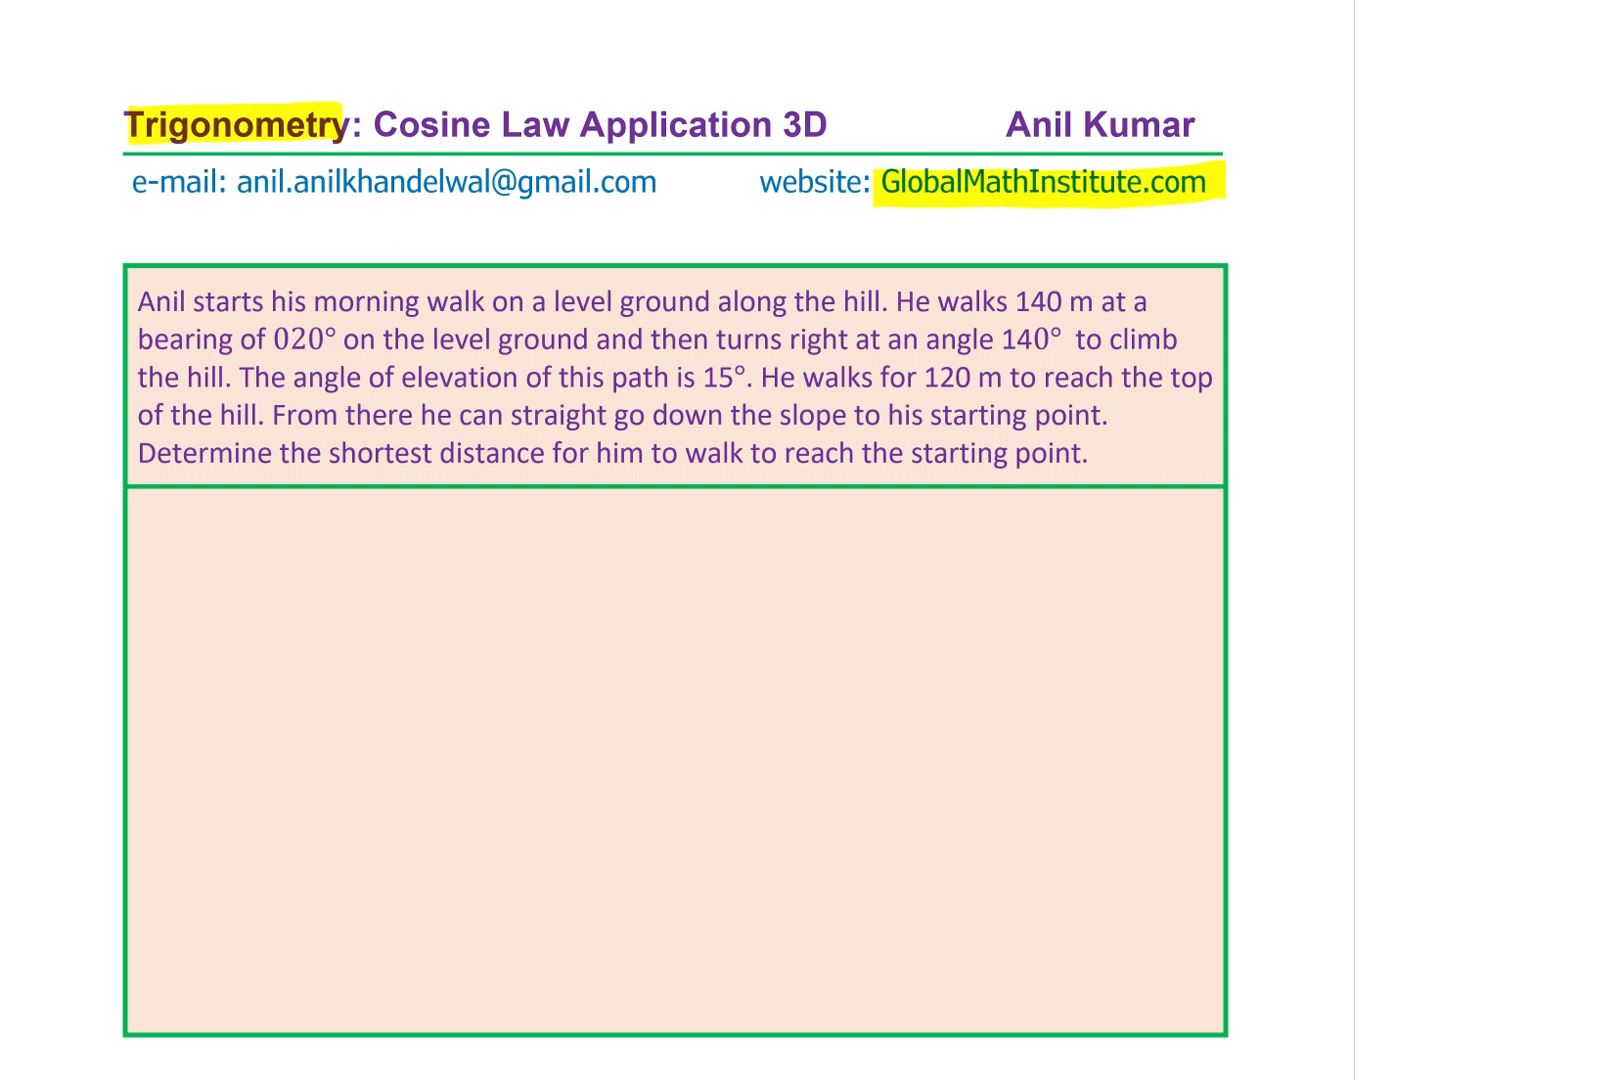 Trigonometry: Cosine Law Application 3D Anil Kumar
e-mail: anil.anilkhandelwal@gmail.com website: GlobalMathInstitute.com
Anil starts his morning walk on a level ground along the hill. He walks 140 m at a
bearing of 020° on the level ground and then turns right at an angle 140° to climb
the hill. The angle of elevation of this path is 15°. He walks for 120 m to reach the top
of the hill. From there he can straight go down the slope to his starting point.
Determine the shortest distance for him to walk to reach the starting point.